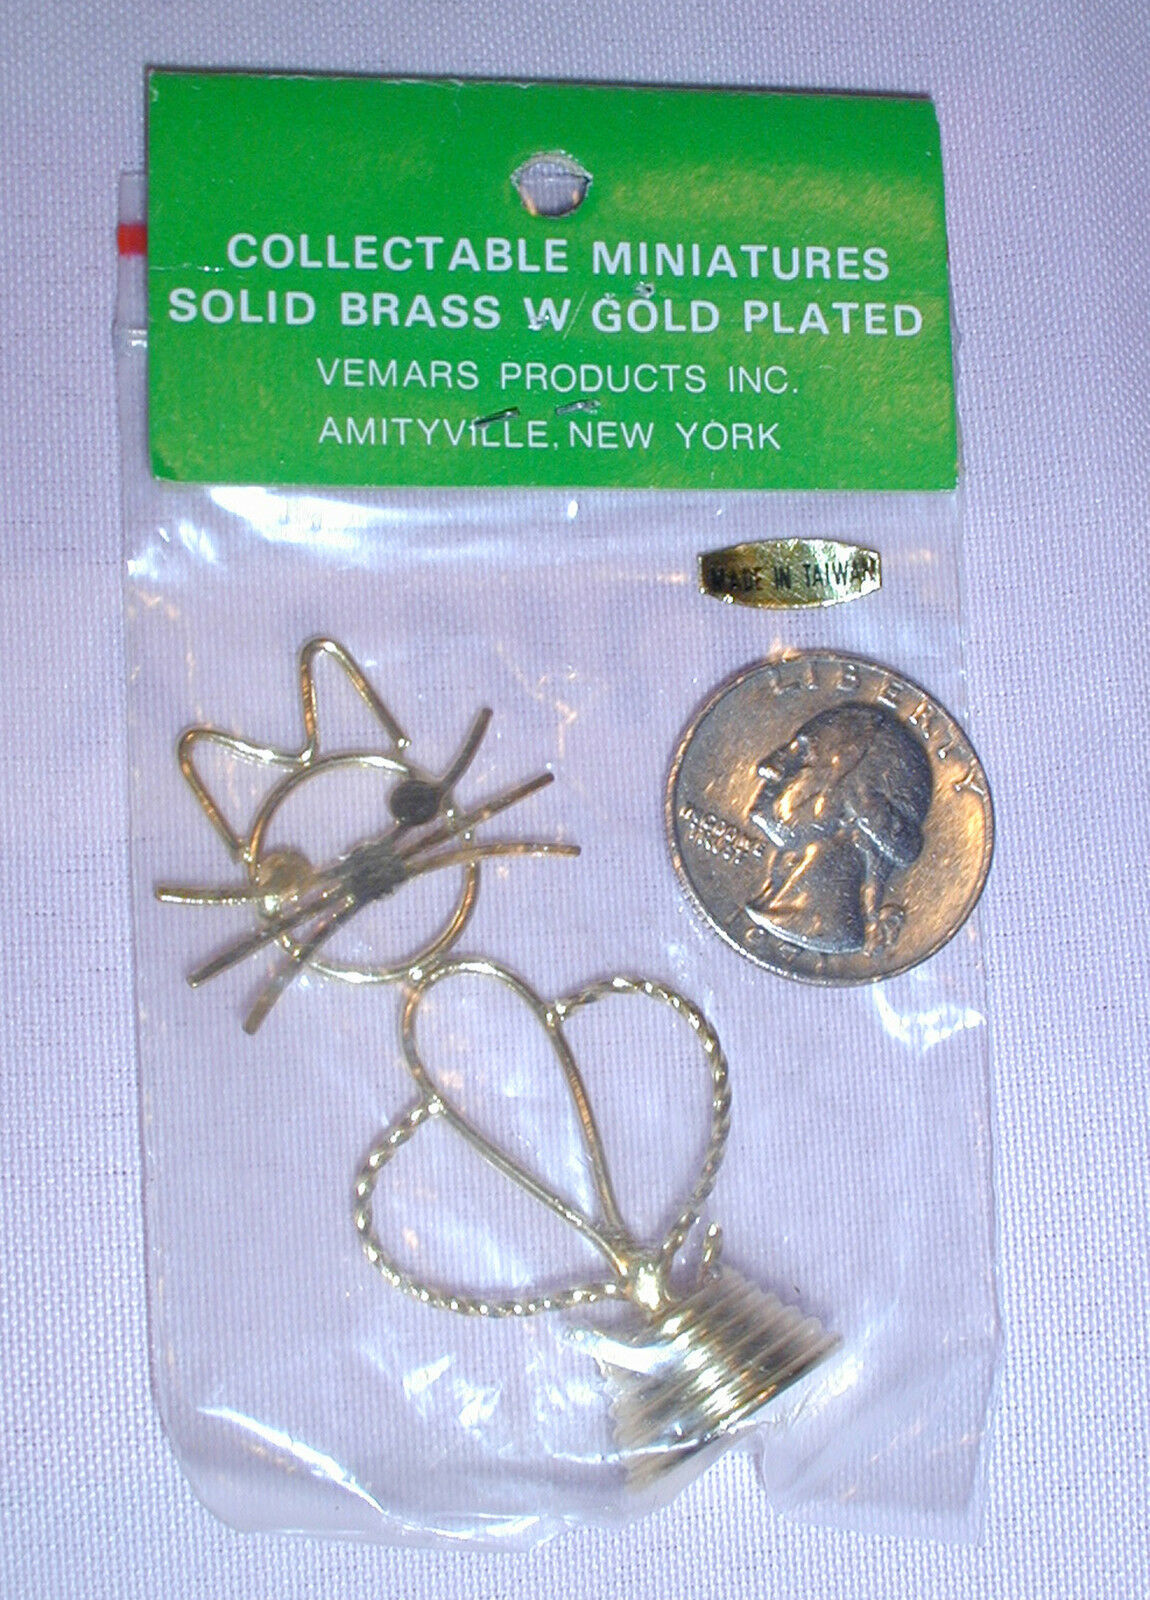 COLLECTABLE MINIATURES
SOLID BRASS W/ GOLD PLATED
VEMARS PRODUCTS INC.
AMITYVILLE, NEW YORK
MADE IN TAIWAN
LIBERTY
IN GOD WE
TRUST